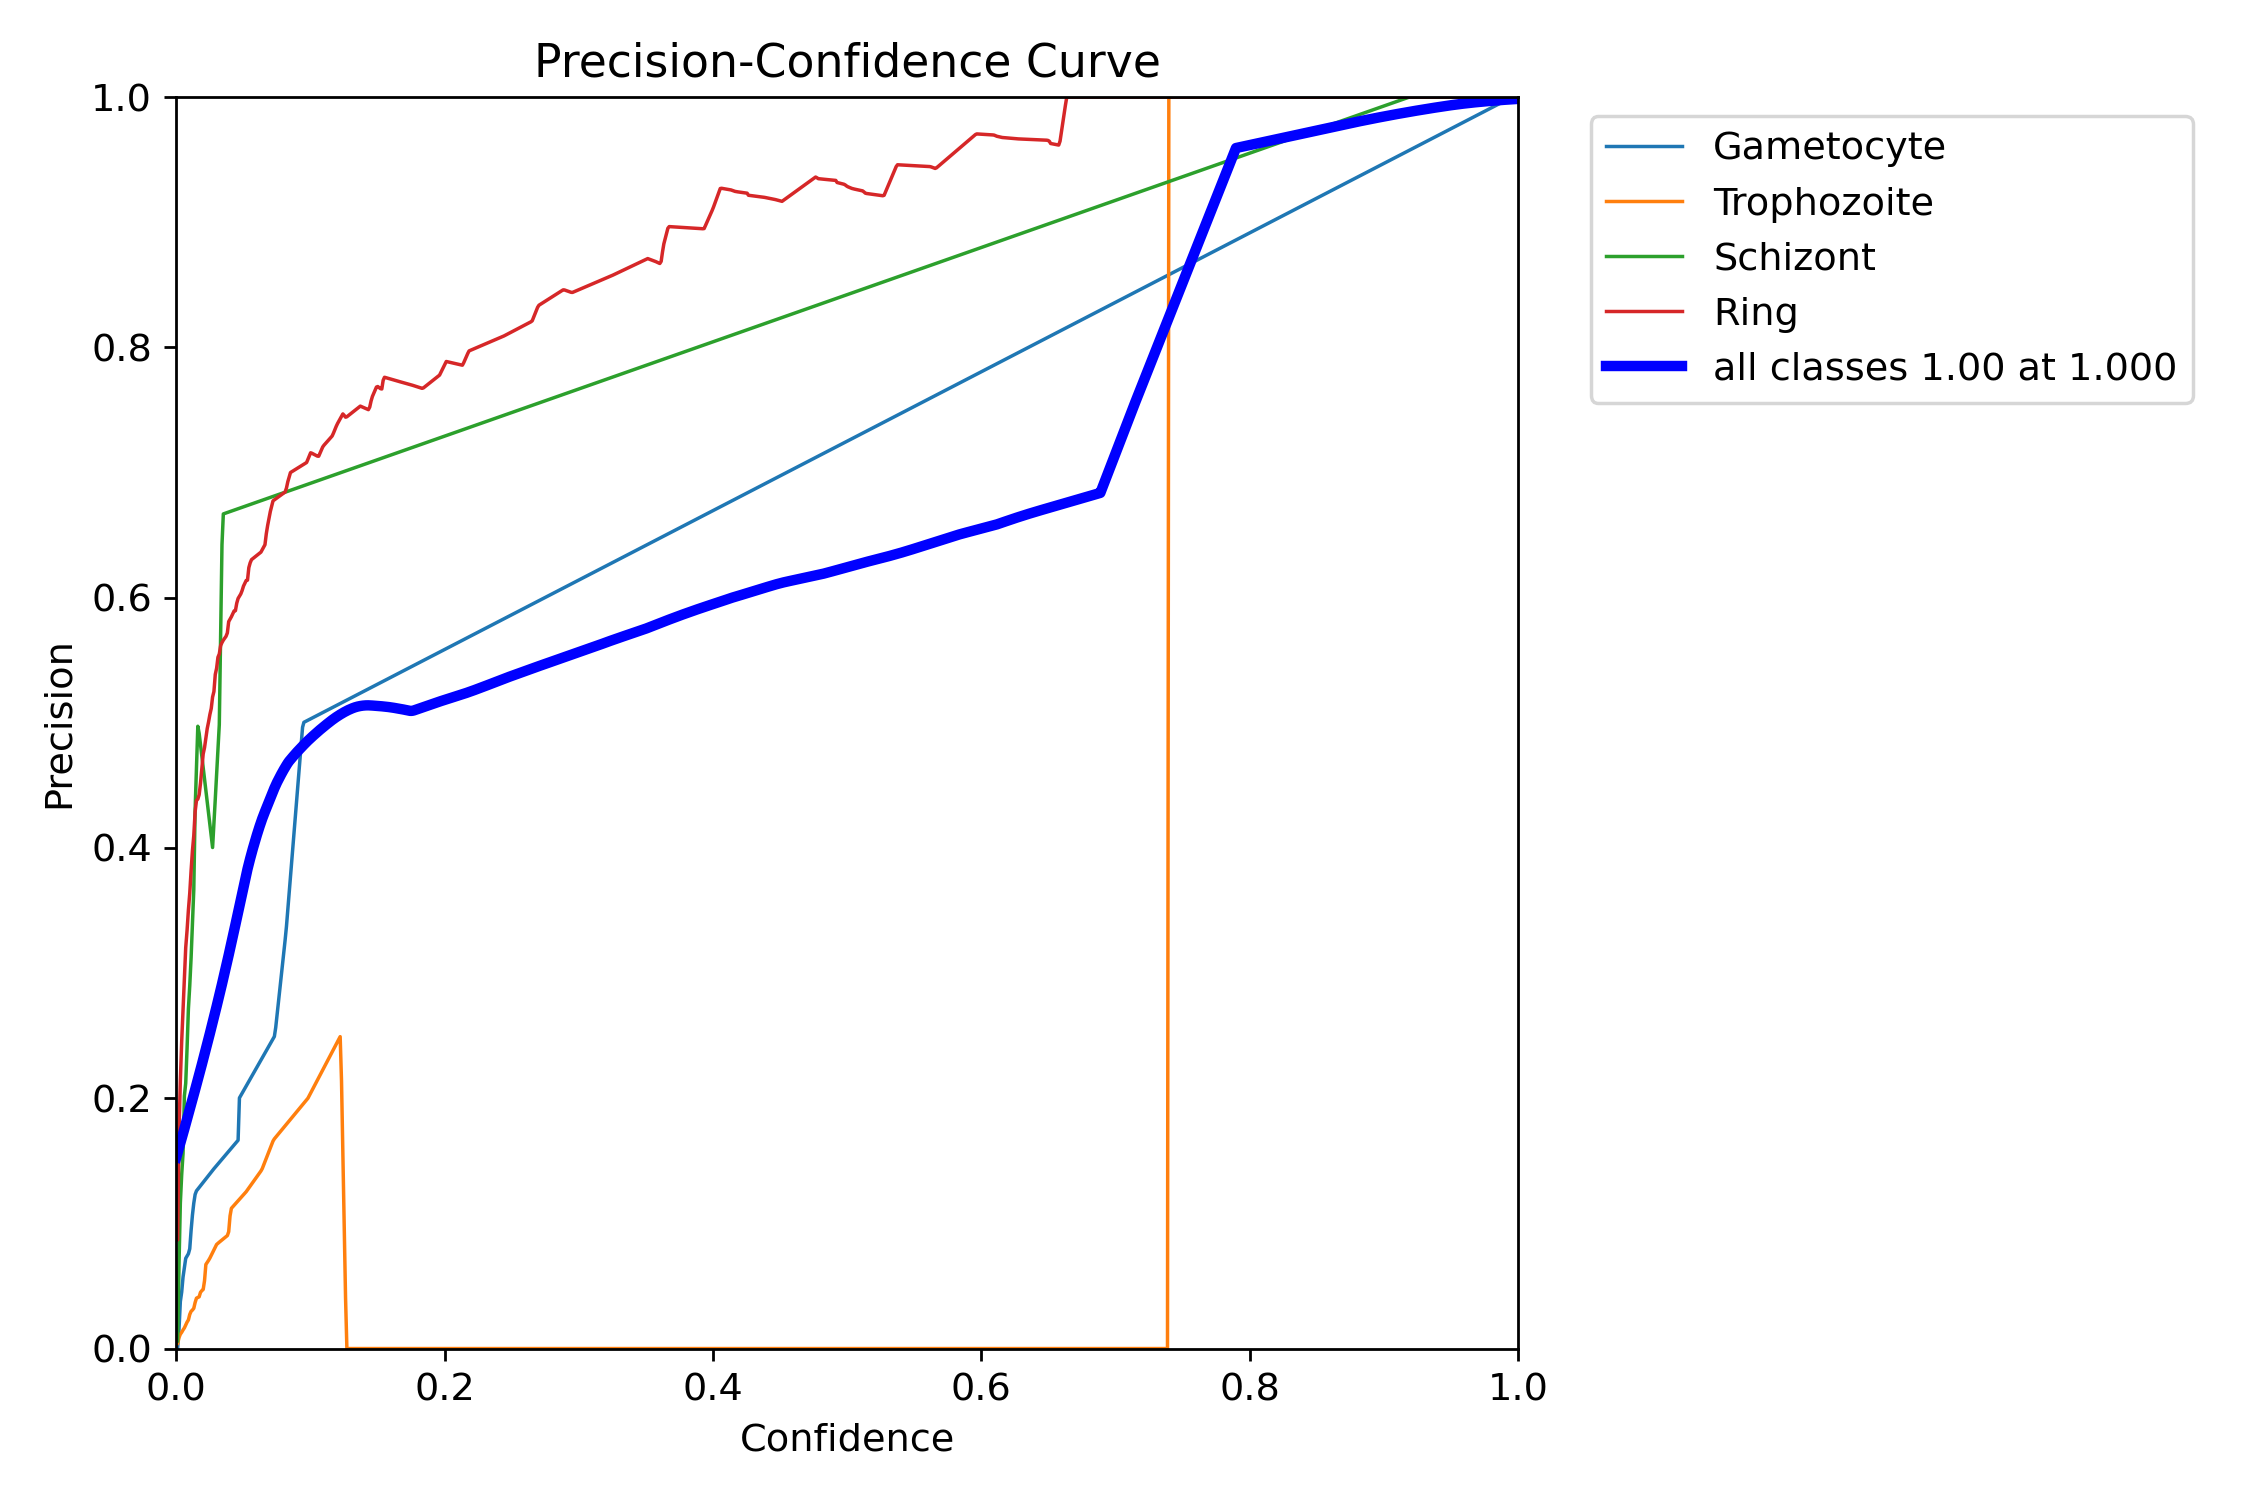 Precision-Confidence Curve
1.0
0.8
0.6
0.4
0.2
0.0
Precision
0.0 0.2 0.4 0.6 0.8 1.0
Confidence
Gametocyte
Trophozoite
Schizont
Ring
all classes 1.00 at 1.000